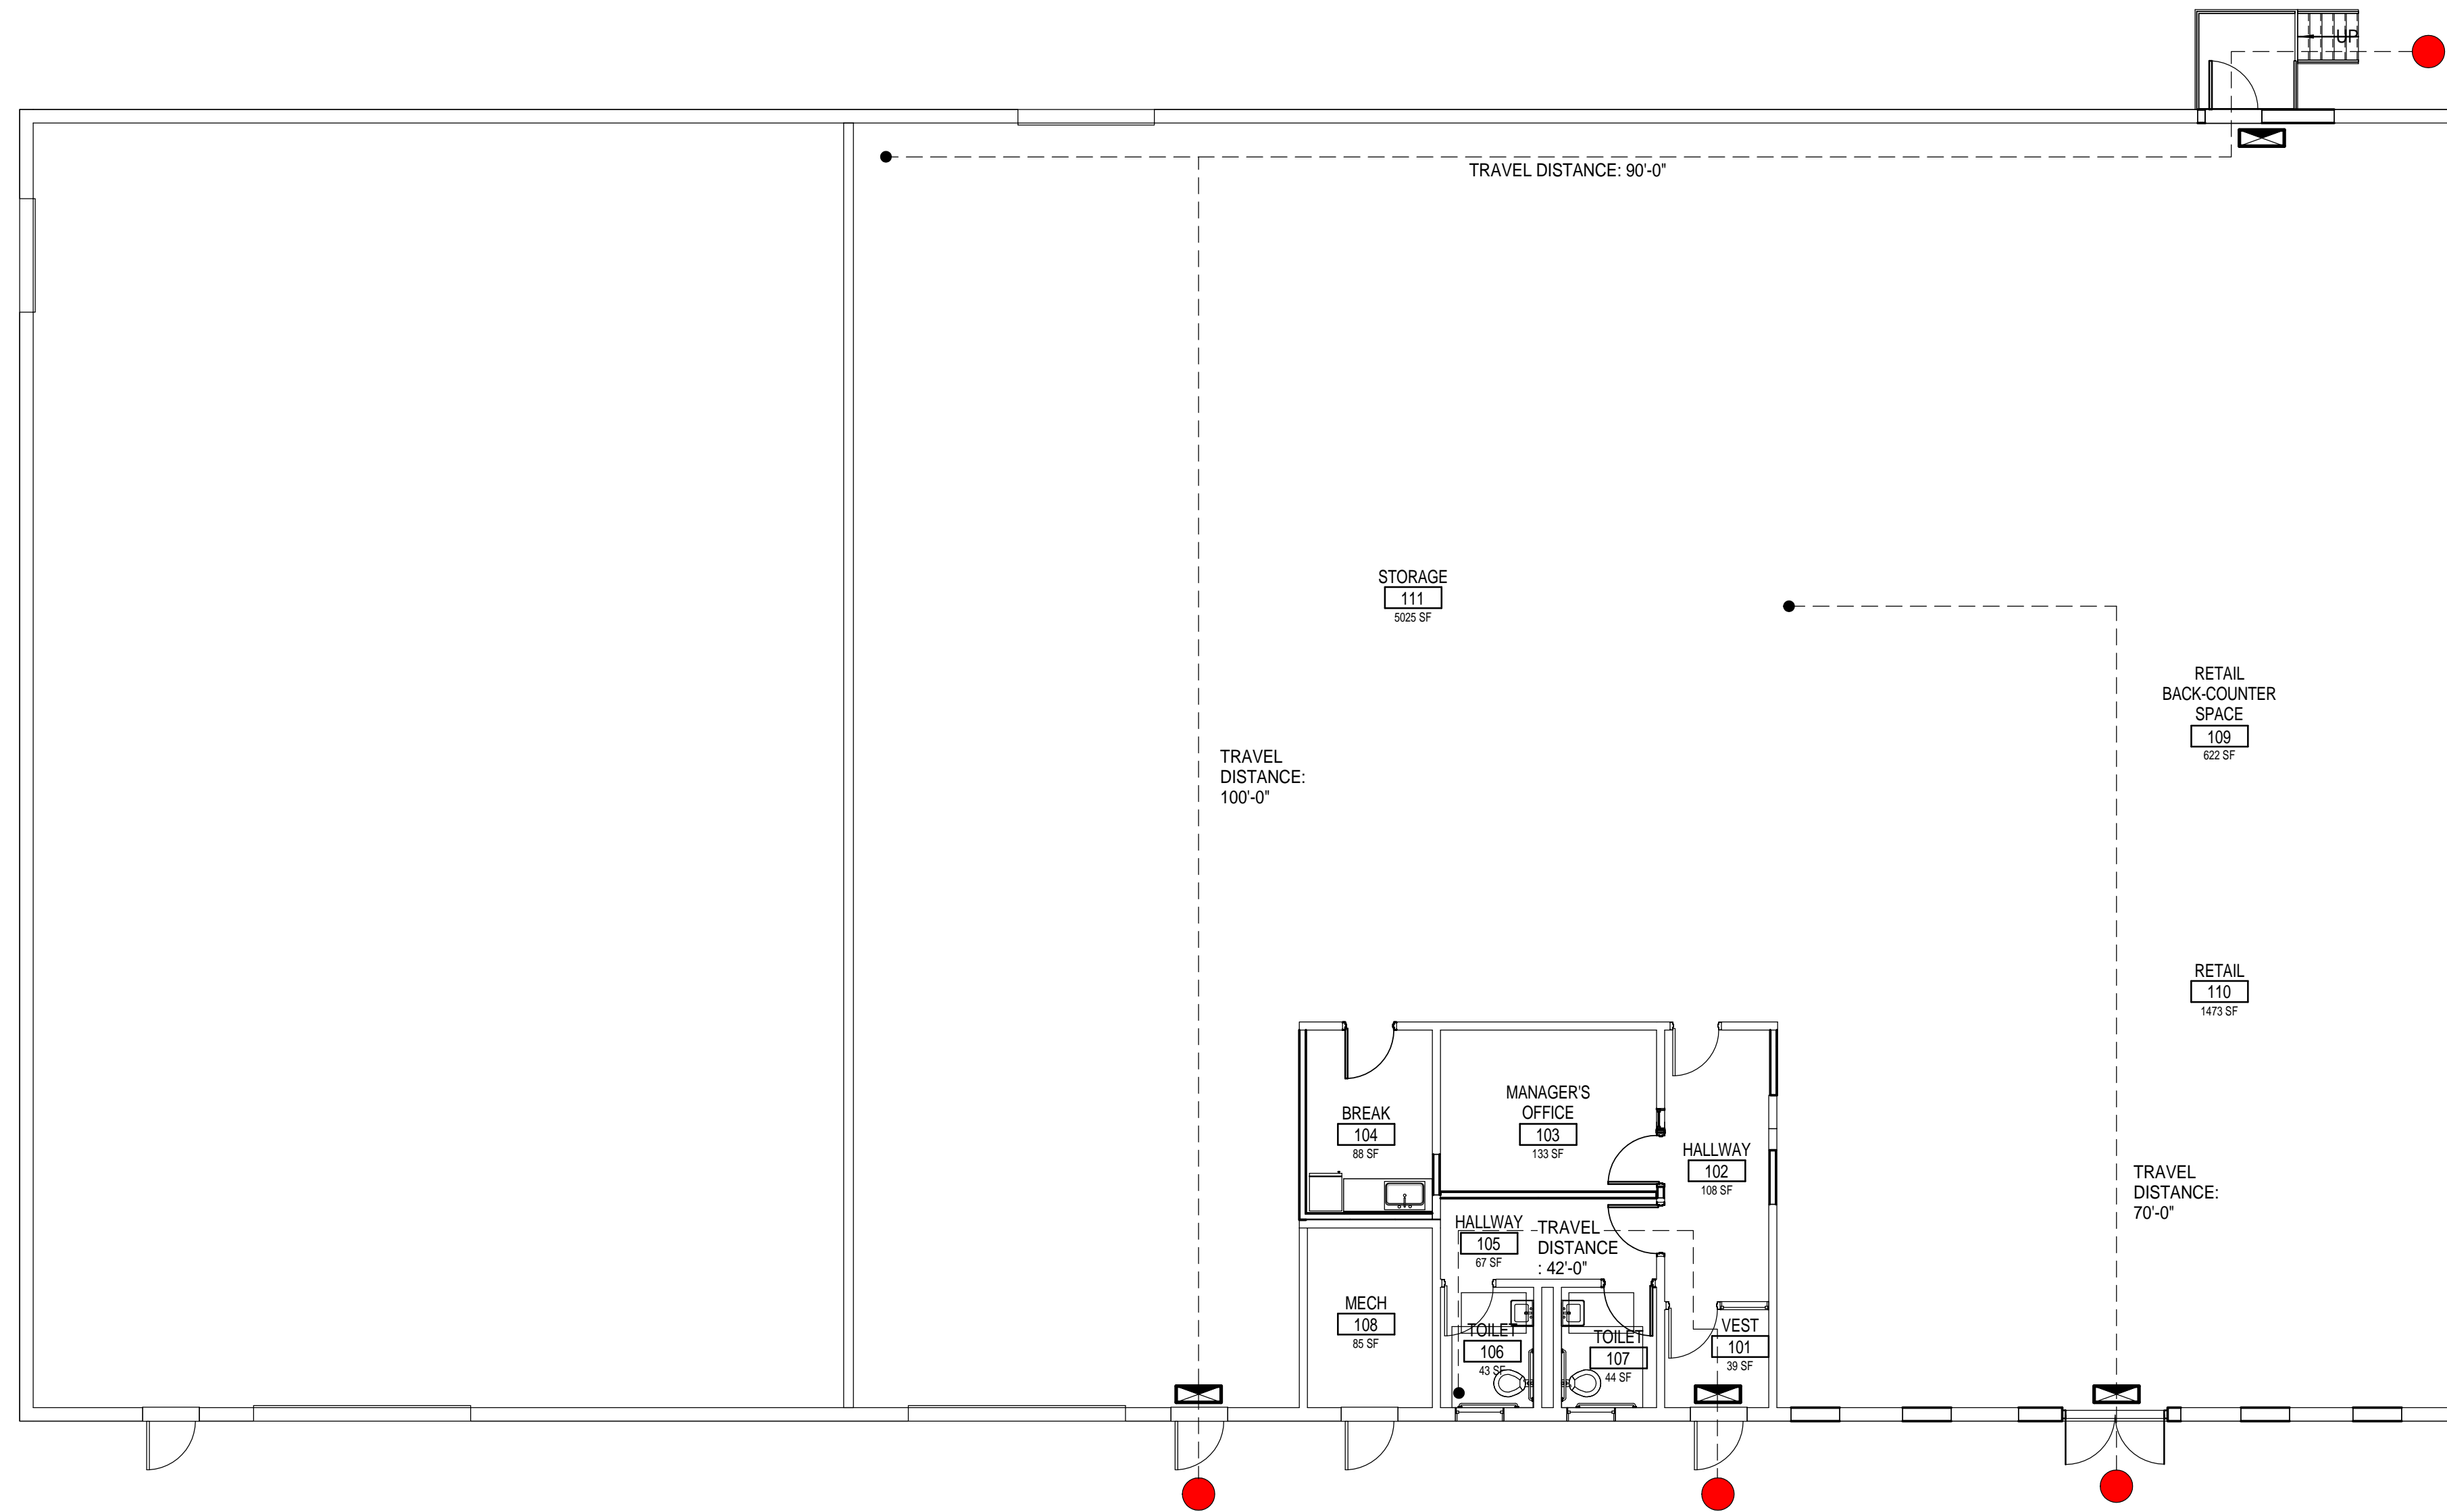 UP
TRAVEL DISTANCE: 90'-0"
STORAGE
111
5025 SF
RETAIL
BACK-COUNTER
SPACE
109
622 SF
TRAVEL
DISTANCE:
100'-0"
RETAIL
110
1473 SF
MANAGER'S
OFFICE
103
133 SF
BREAK
104
88 SF
HALLWAY
102
108 SF
TRAVEL
DISTANCE:
70'-0"
HALLWAY
105
67 SF
TRAVEL
DISTANCE
: 42'-0"
MECH
108
85 SF
TOILET
106
43 SF
TOILET
107
44 SF
VEST
101
39 SF